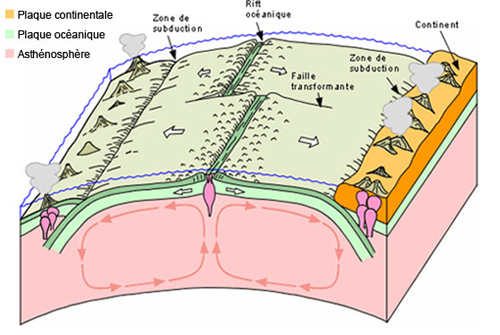 Plaque continentale
Plaque océanique
Asthénosphère
Zone de
subduction
Rift
océanique
Continent
Zone de
subduction
Faille
transformante